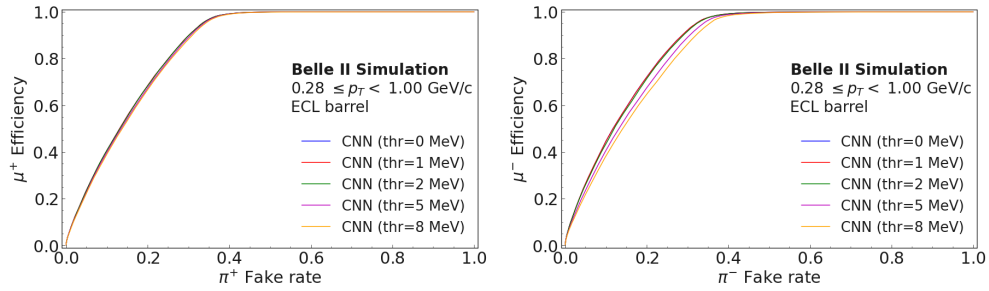 μ+ Efficiency
1.0
0.8
0.6
0.4
0.2
0.0
Belle II Simulation
0.28 ≤ pT < 1.00 GeV/c
ECL barrel
CNN (thr=0 MeV)
CNN (thr=1 MeV)
CNN (thr=2 MeV)
CNN (thr=5 MeV)
CNN (thr=8 MeV)
0.0 0.2 0.4 0.6 0.8 1.0
π+ Fake rate
μ− Efficiency
1.0
0.8
0.6
0.4
0.2
0.0
Belle II Simulation
0.28 ≤ pT < 1.00 GeV/c
ECL barrel
CNN (thr=0 MeV)
CNN (thr=1 MeV)
CNN (thr=2 MeV)
CNN (thr=5 MeV)
CNN (thr=8 MeV)
0.0 0.2 0.4 0.6 0.8 1.0
π− Fake rate